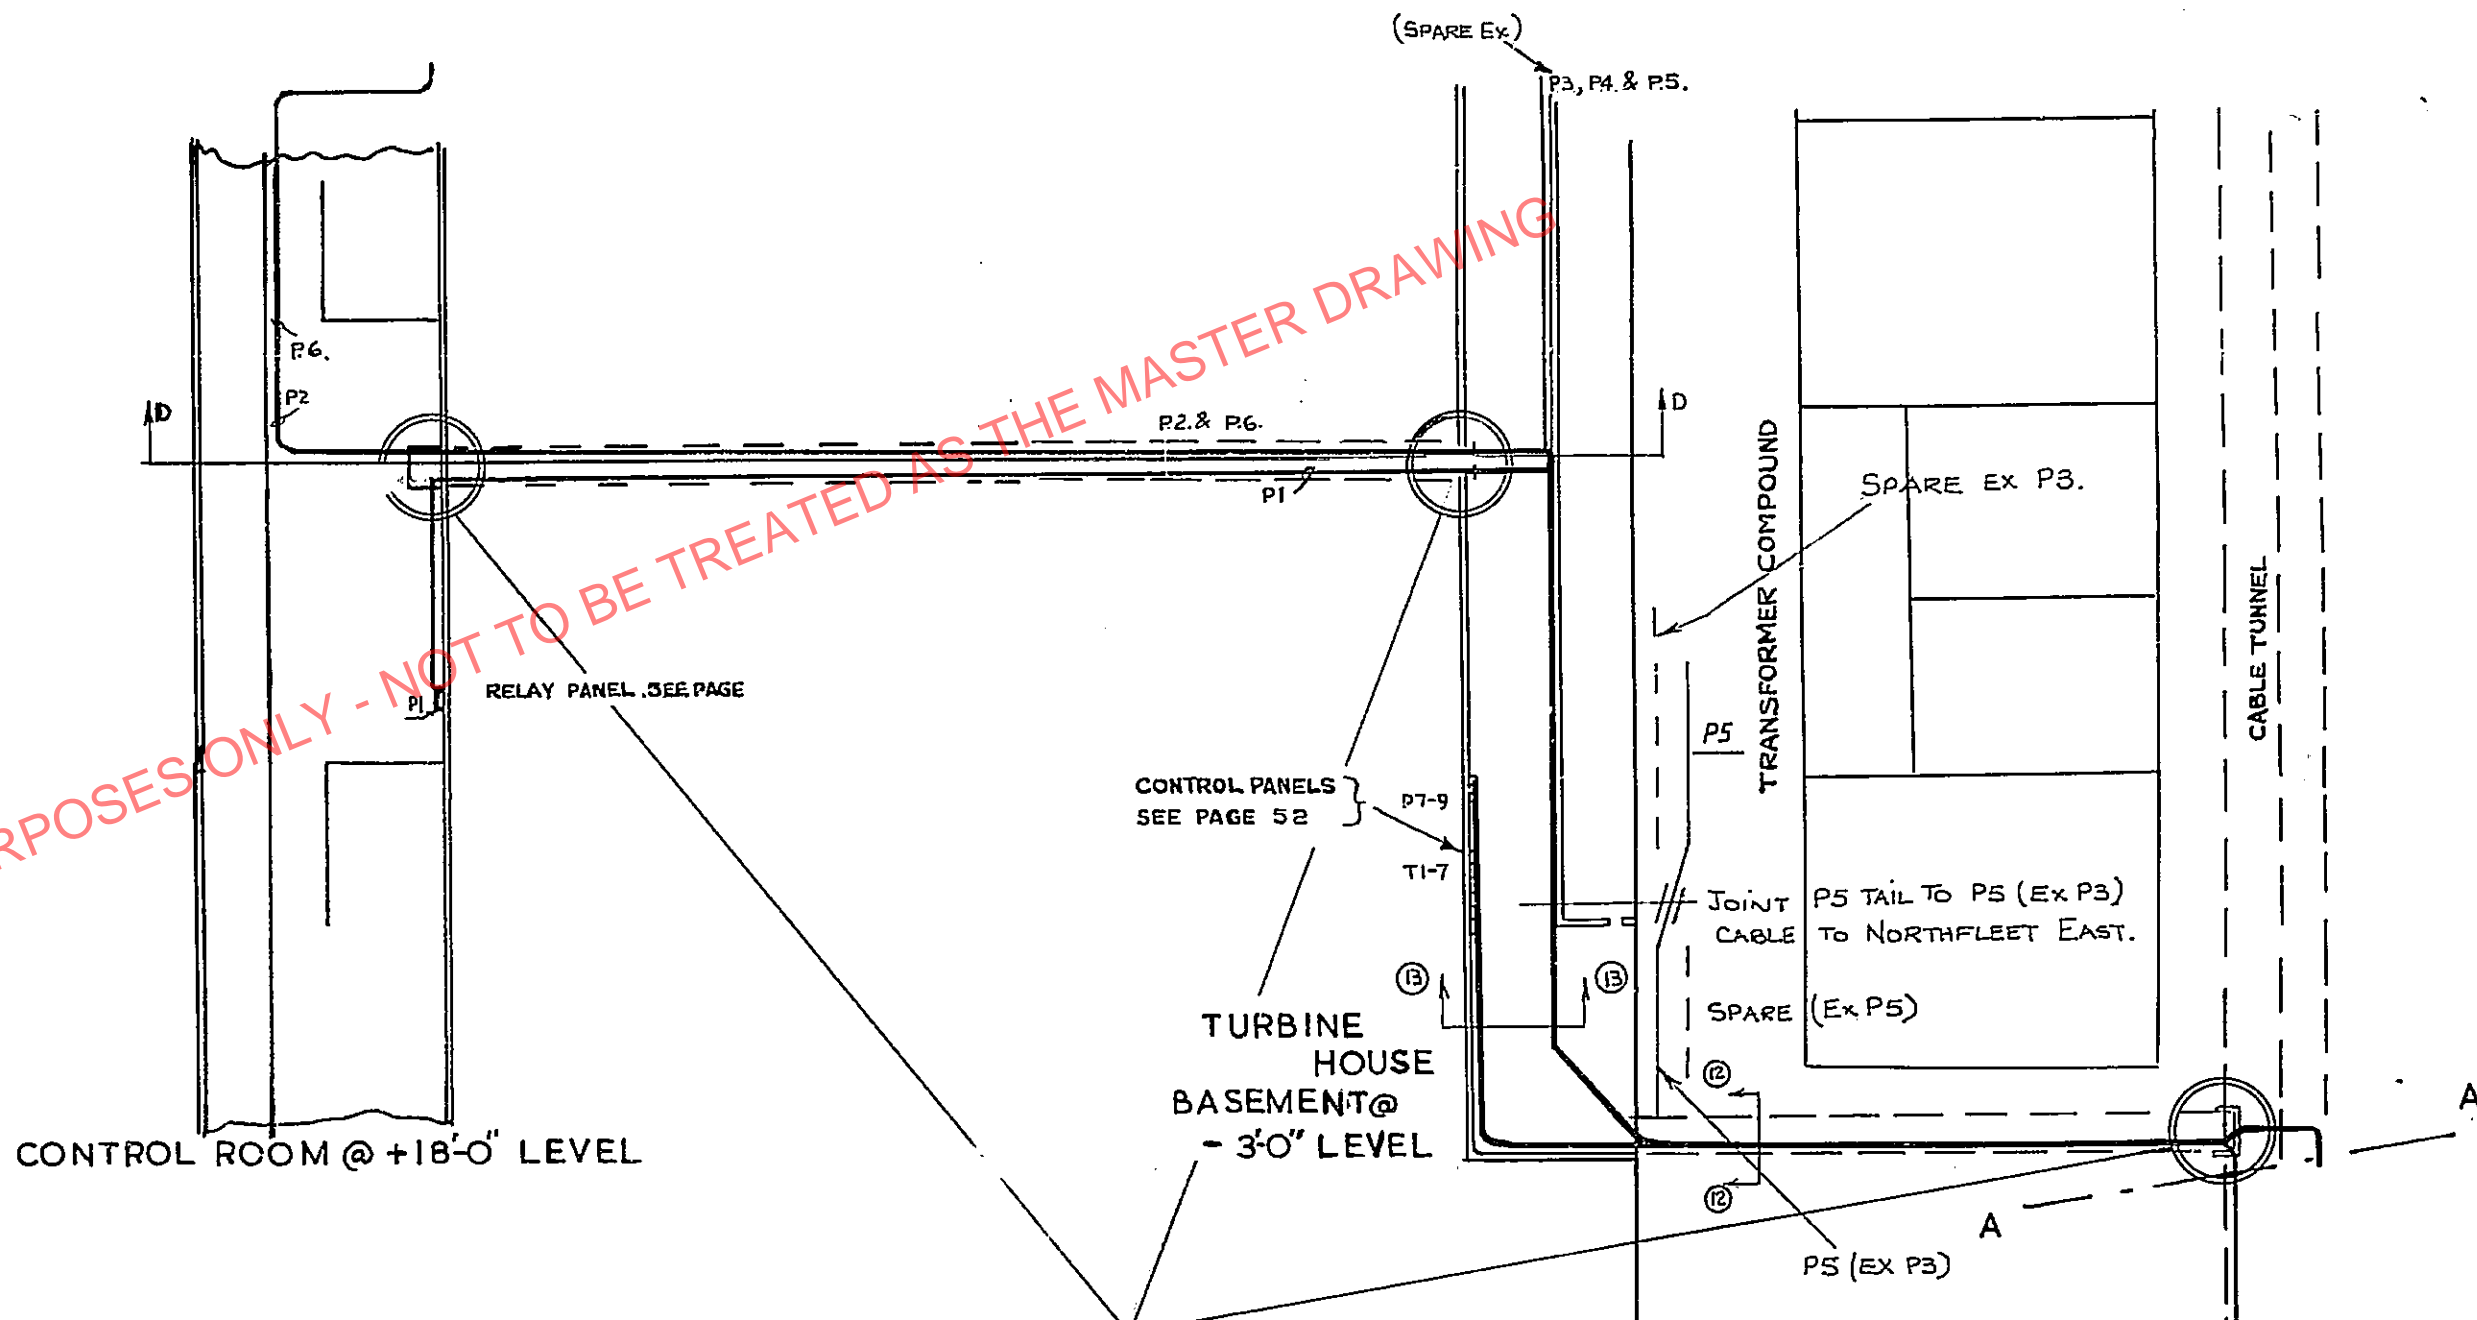 (SPARE Ex)
P3, P4 & P5.
P6.
P2
D
P.2. & P.6.
D
P1
SPARE EX P3.
TRANSFORMER COMPOUND
CABLE TUNNEL
RPOSES ONLY - NOT TO BE TREATED AS THE MASTER DRAWING
P1
RELAY PANEL . SEE PAGE
P5
CONTROL PANELS
SEE PAGE 52
P7-9
T1-7
JOINT P5 TAIL TO P5 (EX P3)
CABLE TO NORTHFLEET EAST.
13
13
SPARE (EX P5)
TURBINE
HOUSE
BASEMENT @
- 3'-0" LEVEL
12
12
CONTROL ROOM @ +18'-0" LEVEL
A
A
P5 (EX P3)